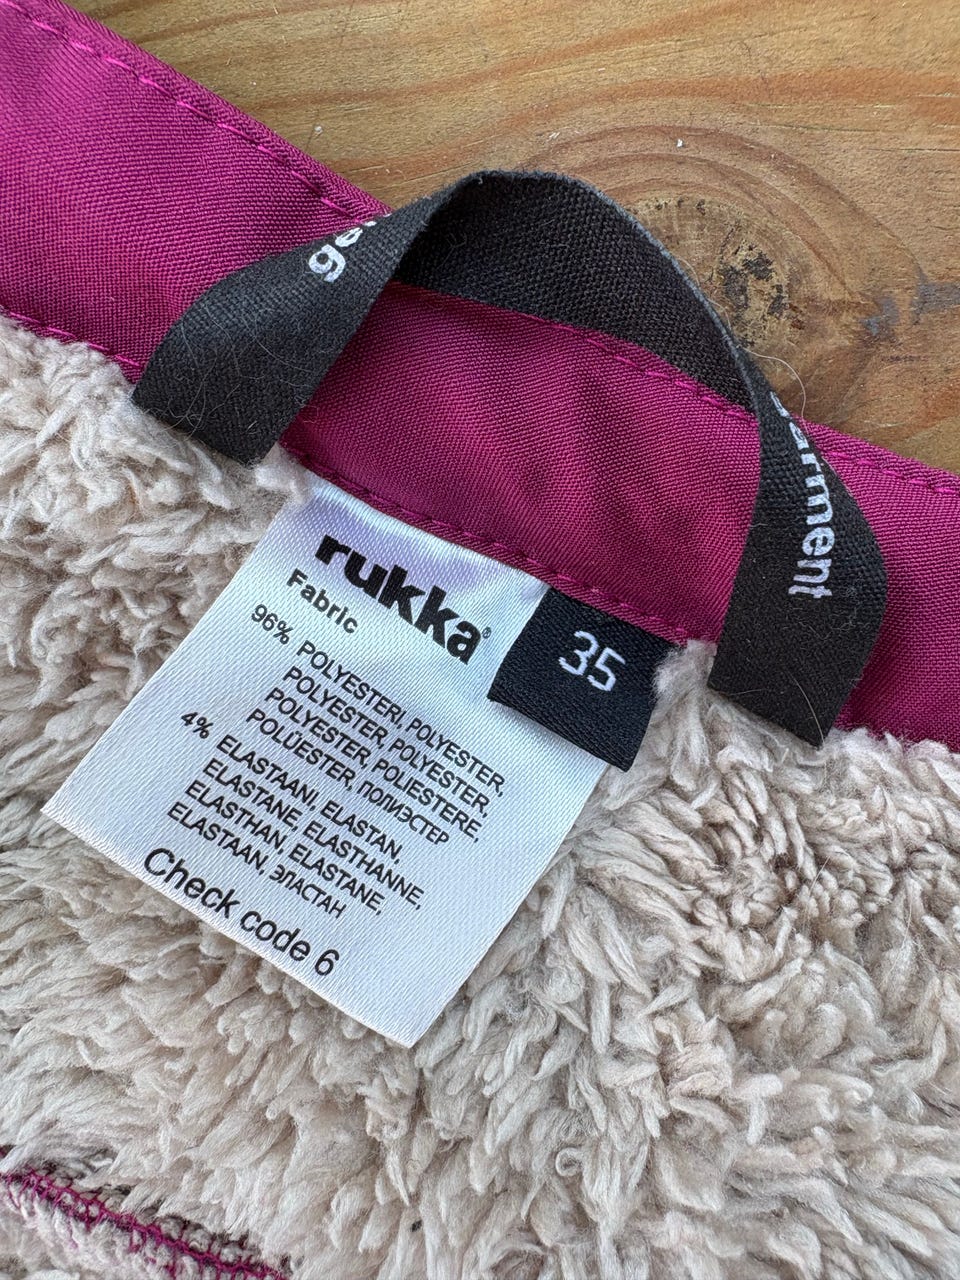 rukka®
Fabric
35
96% POLYESTERI, POLYESTER,
POLYESTER, POLYESTER,
POLYESTER, POLIESTERE,
POLÜESTER, ПОЛИЭСТЕР
4% ELASTAANI, ELASTAN,
ELASTANE, ELASTHANNE,
ELASTHAN, ELASTANE,
ELASTAAN, ЭЛАСТАН
Check code 6